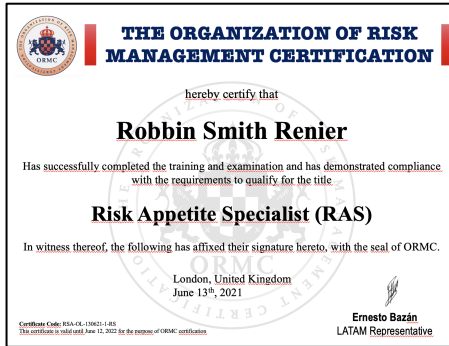 THE ORGANIZATION OF RISK
MANAGEMENT CERTIFICATION
ORMC
hereby certify that
Robbin Smith Renier
Has successfully completed the training and examination and has demonstrated compliance
with the requirements to qualify for the title
Risk Appetite Specialist (RAS)
In witness thereof, the following has affixed their signature hereto, with the seal of ORMC.
ORMC
London, United Kingdom
June 13th, 2021
Ernesto Bazán
LATAM Representative
Certificate Code: RSA-OL-130621-1-RS
This certificate is valid until June 12, 2022 for the purpose of ORMC certification